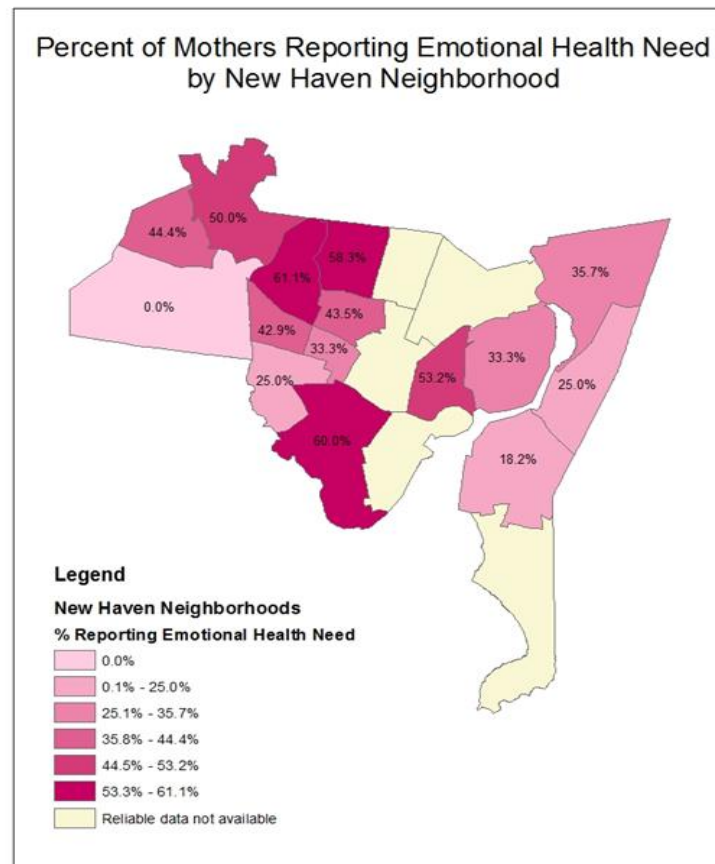 Percent of Mothers Reporting Emotional Health Need
by New Haven Neighborhood
50.0%
44.4%
58.3%
35.7%
61.1%
0.0%
43.5%
42.9%
33.3%
33.3%
53.2%
25.0%
25.0%
60.0%
18.2%
Legend
New Haven Neighborhoods
% Reporting Emotional Health Need
0.0%
0.1% - 25.0%
25.1% - 35.7%
35.8% - 44.4%
44.5% - 53.2%
53.3% - 61.1%
Reliable data not available